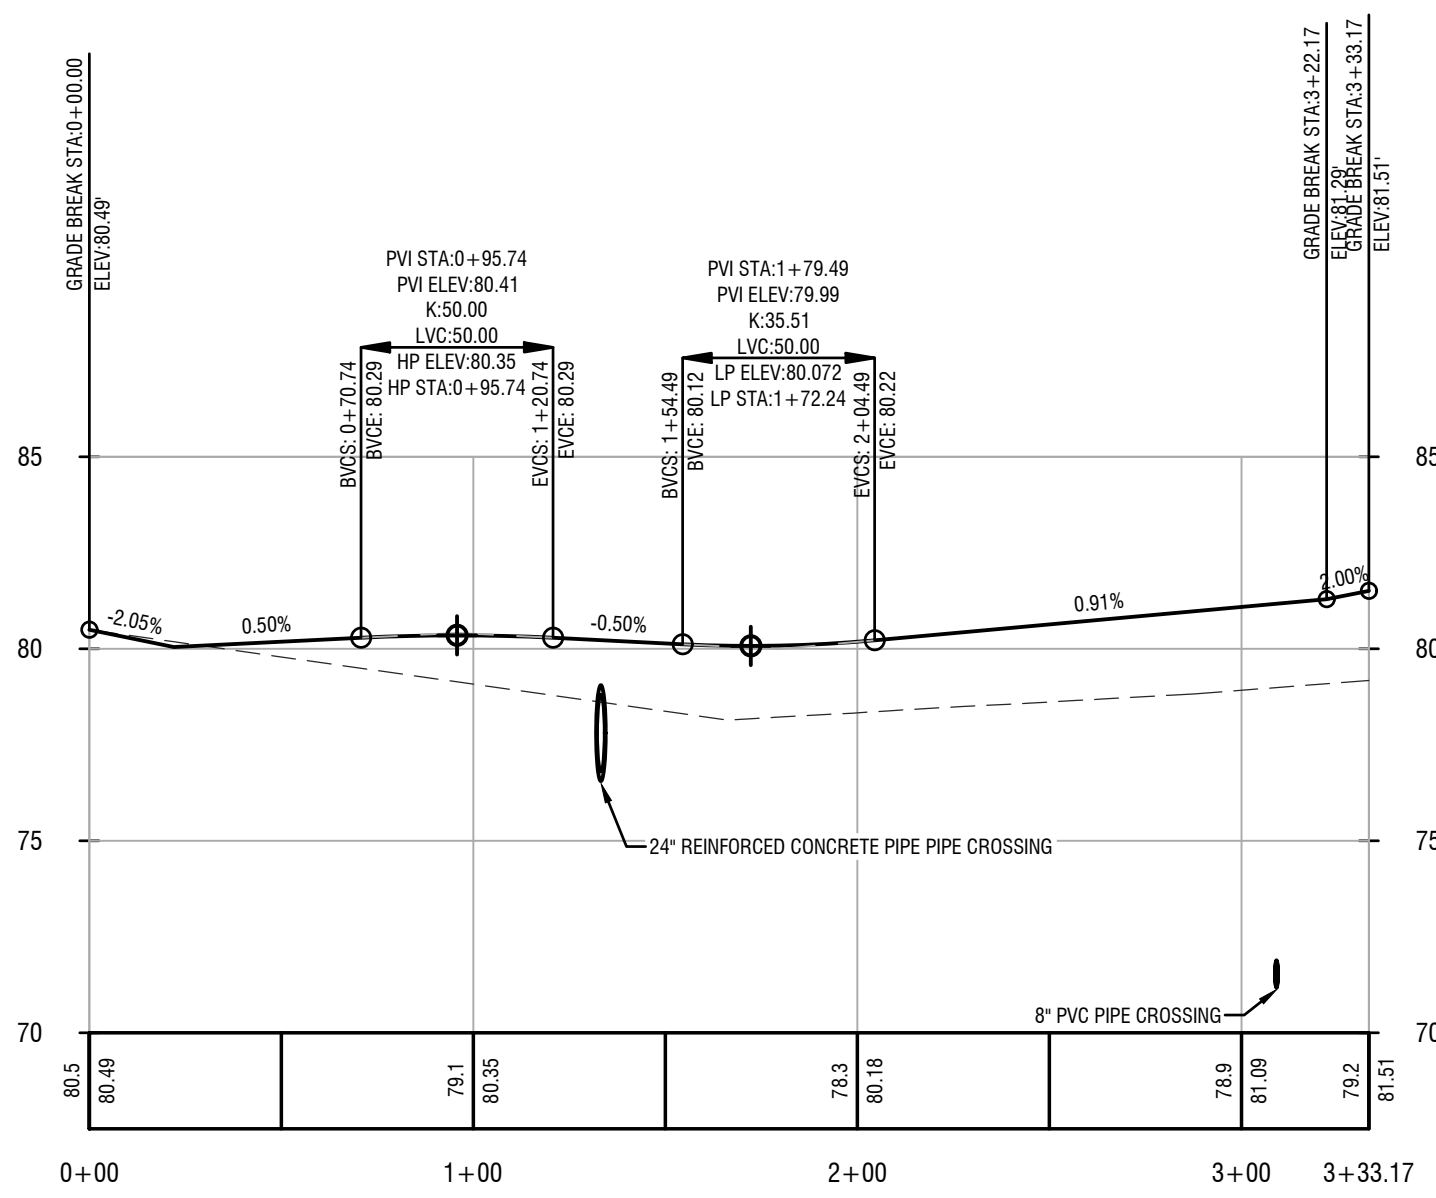 GRADE BREAK STA:0+00.00
ELEV:80.49'
PVI STA:0+95.74
PVI ELEV:80.41
K:50.00
LVC:50.00
HP ELEV:80.35
HP STA:0+95.74
BVCS: 0+70.74
BVCE: 80.29
EVCS: 1+20.74
EVCE: 80.29
PVI STA:1+79.49
PVI ELEV:79.99
K:35.51
LVC:50.00
LP ELEV:80.072
LP STA:1+72.24
BVCS: 1+54.49
BVCE: 80.12
EVCS: 2+04.49
EVCE: 80.22
GRADE BREAK STA:3+22.17
ELEV:81.29'
GRADE BREAK STA:3+33.17
ELEV:81.51'
85
85
-2.05%
0.50%
-0.50%
0.91%
2.00%
80
80
75
75
24" REINFORCED CONCRETE PIPE PIPE CROSSING
8" PVC PIPE CROSSING
70
70
80.5
80.49
79.1
80.35
78.3
80.18
78.9
81.09
79.2
81.51
0+00
1+00
2+00
3+00
3+33.17